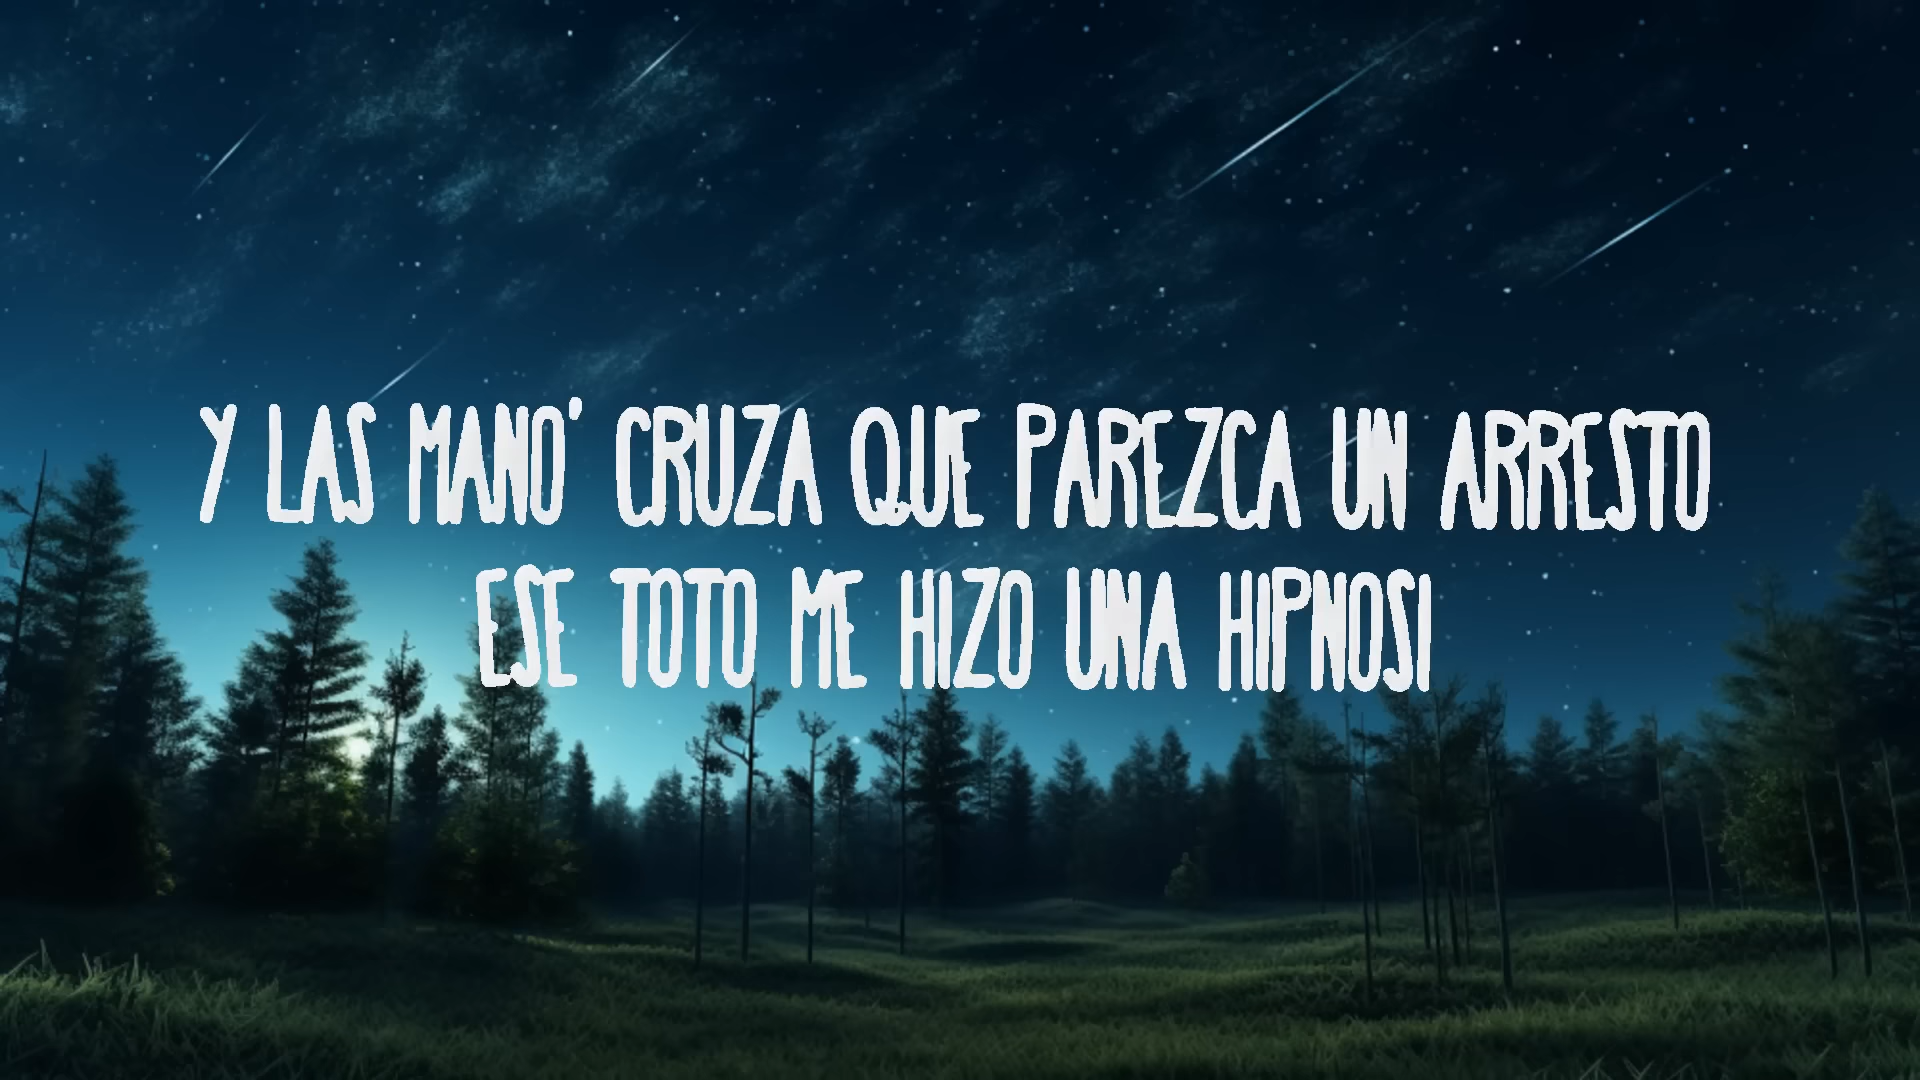 Y LAS MANO' CRUZA QUE PAREZCA UN ARRESTO
ESE TOTO ME HIZO UNA HIPNOSI